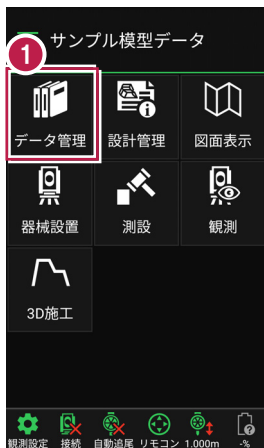 サンプル模型データ
1
データ管理 設計管理 図面表示
器械設置 測設 観測
3D施工
観測設定 接続 自動追尾 リモコン 1.000m -%